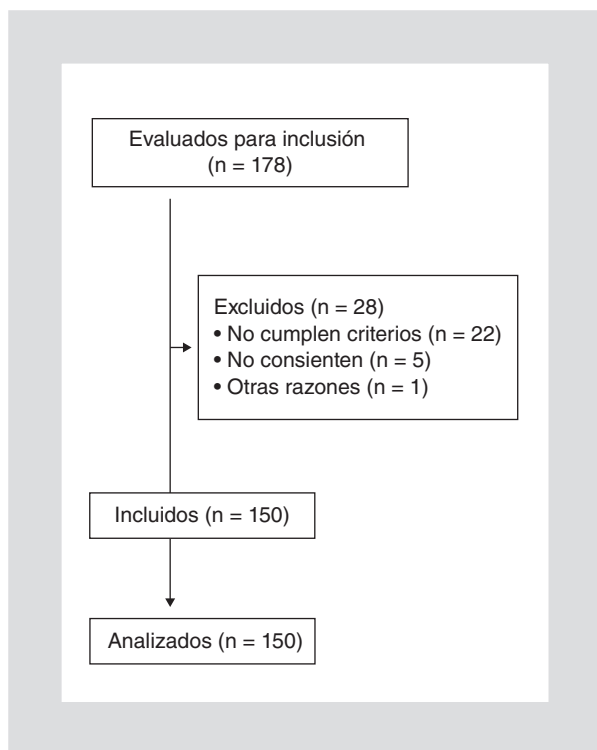 Evaluados para inclusión
(n = 178)
Excluidos (n = 28)
• No cumplen criterios (n = 22)
• No consienten (n = 5)
• Otras razones (n = 1)
Incluidos (n = 150)
Analizados (n = 150)